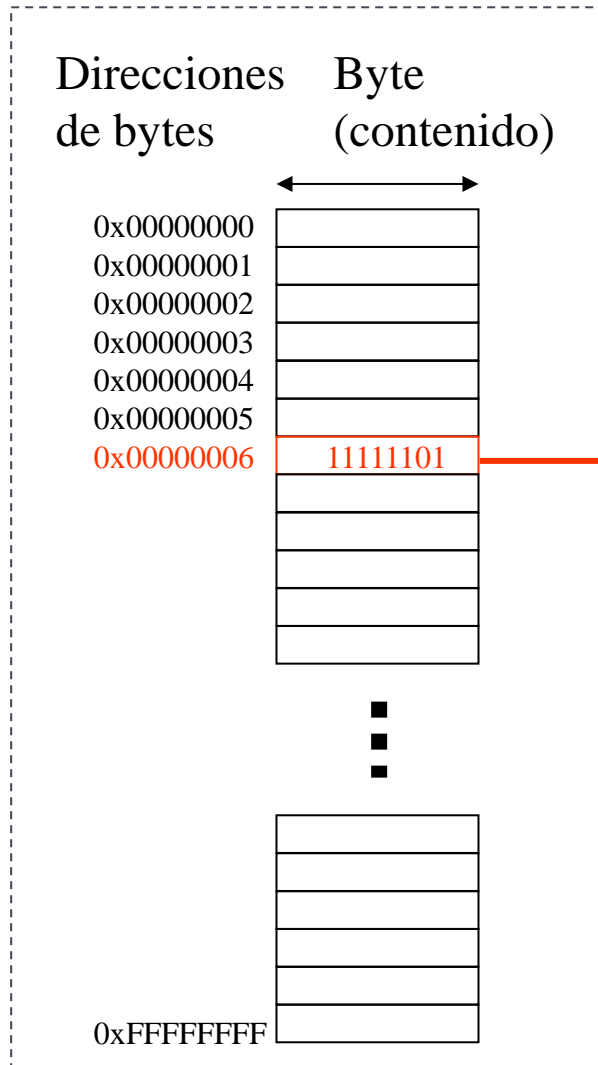 Direcciones
de bytes
Byte
(contenido)
0x00000000
0x00000001
0x00000002
0x00000003
0x00000004
0x00000005
0x00000006 11111101
0xFFFFFFFF